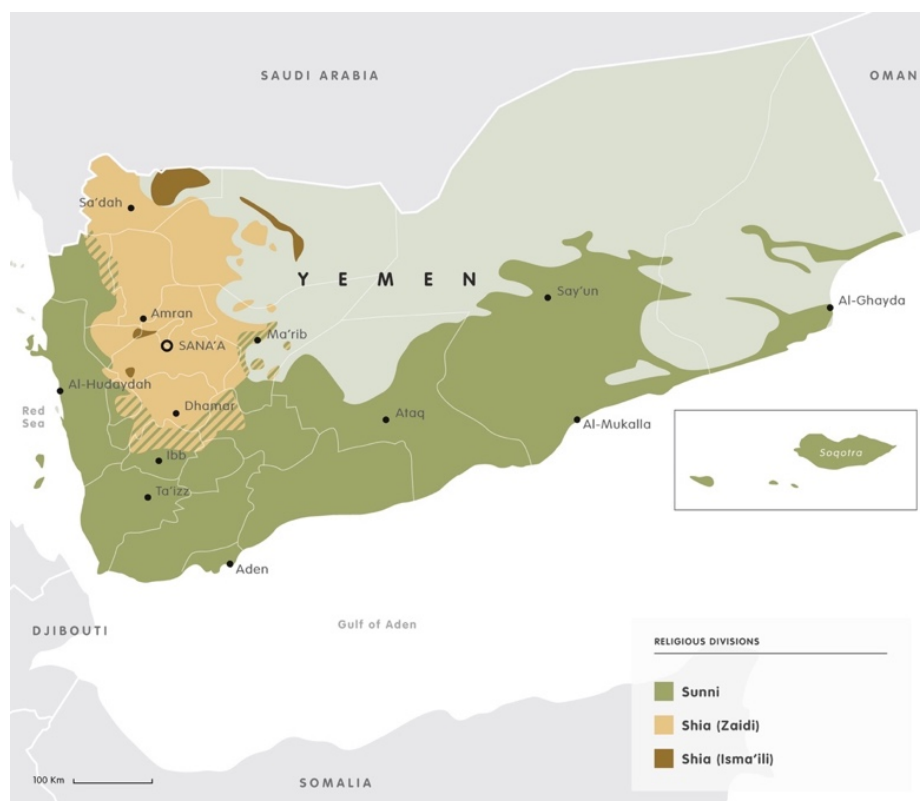 SAUDI ARABIA
OMAN
Sa'dah
YEMEN
Say'un
Al-Ghayda
Amran
Ma'rib
SANA'A
Al-Hudaydah
Red
Sea
Dhamar
Ataq
Al-Mukalla
Ibb
Soqotra
Ta'izz
Aden
Gulf of Aden
DJIBOUTI
RELIGIOUS DIVISIONS
Sunni
Shia (Zaidi)
Shia (Isma'ili)
100 Km
SOMALIA